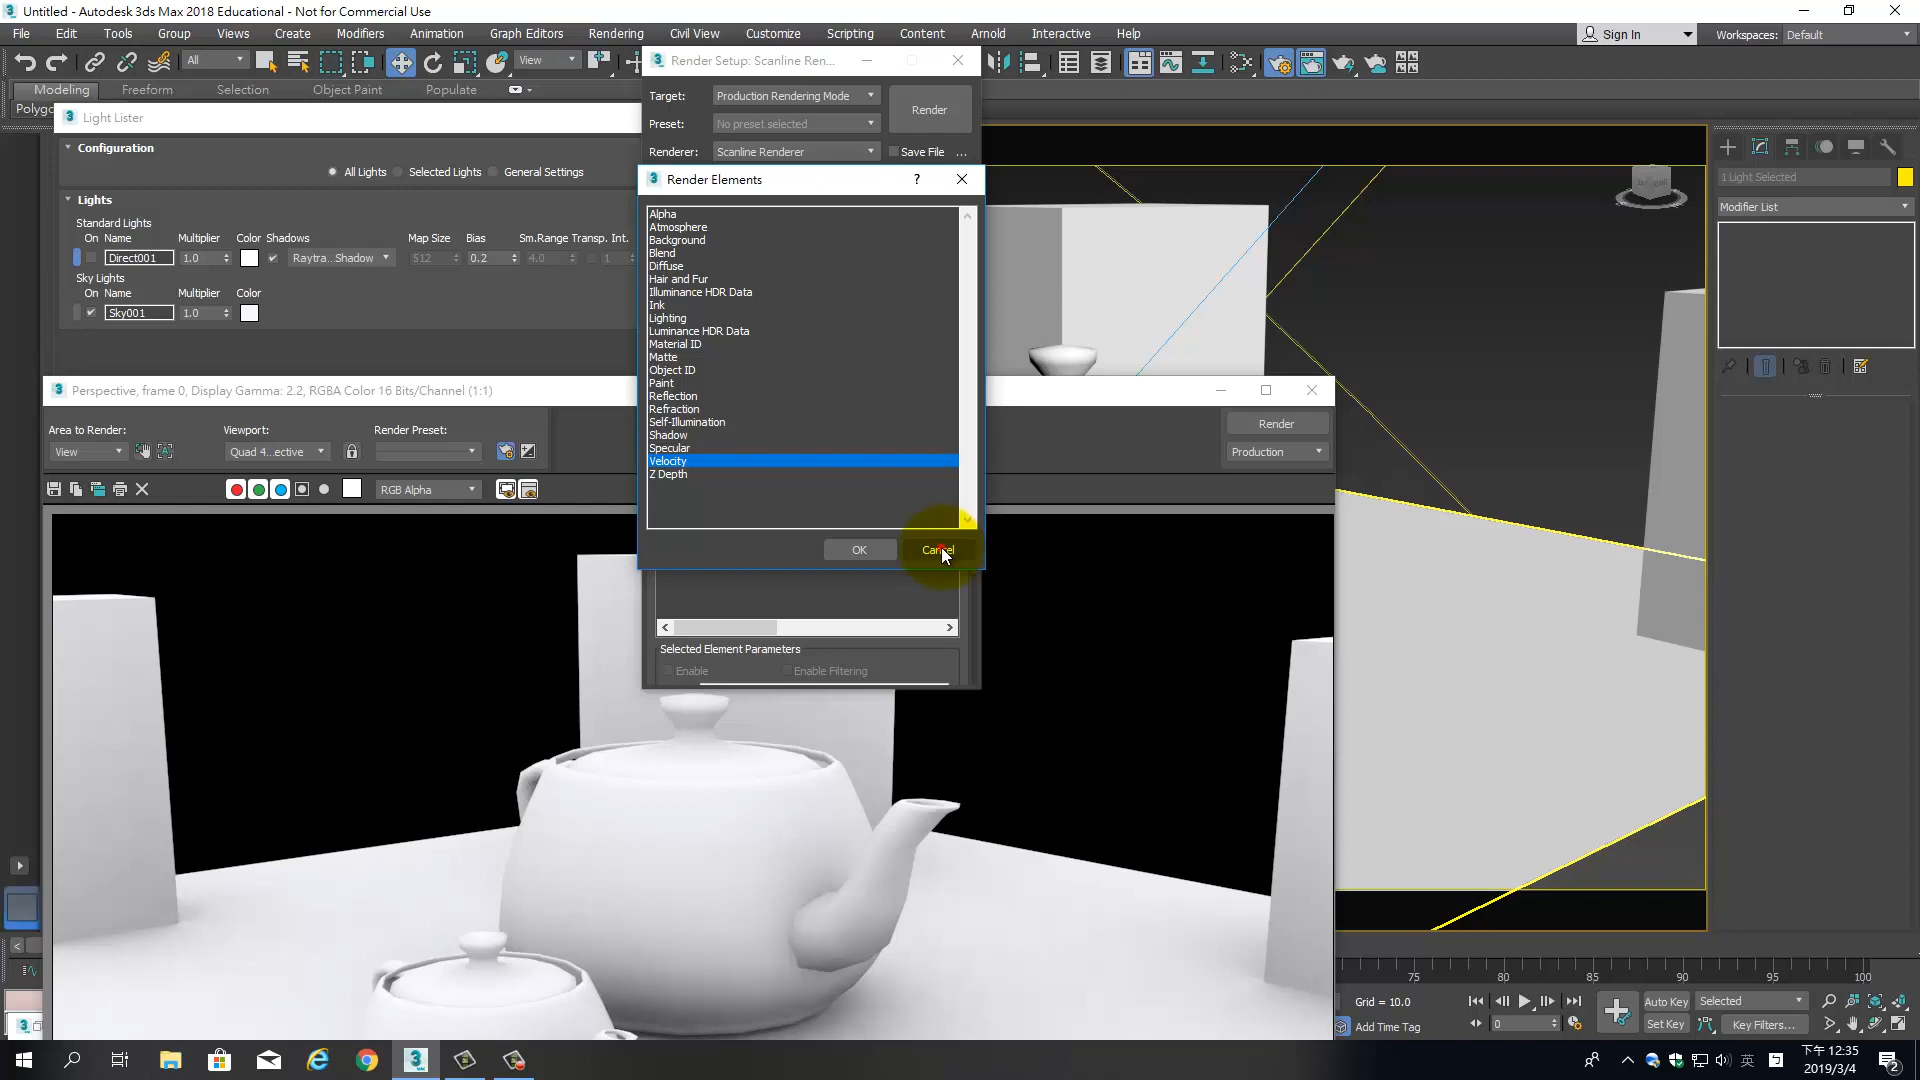 Untitled - Autodesk 3ds Max 2018 Educational - Not for Commercial Use
File Edit Tools Group Views Create Modifiers Animation Graph Editors Rendering Civil View Customize Scripting Content Arnold Interactive Help
Sign In
Workspaces: Default
All
View
Modeling Freeform Selection Object Paint Populate
Light Lister
Configuration
All Lights Selected Lights General Settings
Lights
Standard Lights
On Name Multiplier Color Shadows Map Size Bias Sm.Range Transp. Int.
Direct001 1.0 Raytra...Shadow 512 0.2 4.0 1
Sky Lights
On Name Multiplier Color
Sky001 1.0
Render Setup: Scanline Ren...
Target: Production Rendering Mode
Render
Preset: No preset selected
Renderer: Scanline Renderer
Save File ...
Render Elements
?
Alpha
Atmosphere
Background
Blend
Diffuse
Hair and Fur
Illuminance HDR Data
Ink
Lighting
Luminance HDR Data
Material ID
Matte
Object ID
Paint
Reflection
Refraction
Self-Illumination
Shadow
Specular
Velocity
Z Depth
OK
Selected Element Parameters
Enable Enable Filtering
Perspective, frame 0, Display Gamma: 2.2, RGBA Color 16 Bits/Channel (1:1)
Area to Render:
View
Viewport:
Quad 4...ective
Render Preset:
Render
Production
RGB Alpha
1 Light Selected
Modifier List
75 80 85 90 95 100
Grid = 10.0
Add Time Tag
0
Auto Key Selected
Set Key Key Filters...
英
下午 12:35
2019/3/4
2